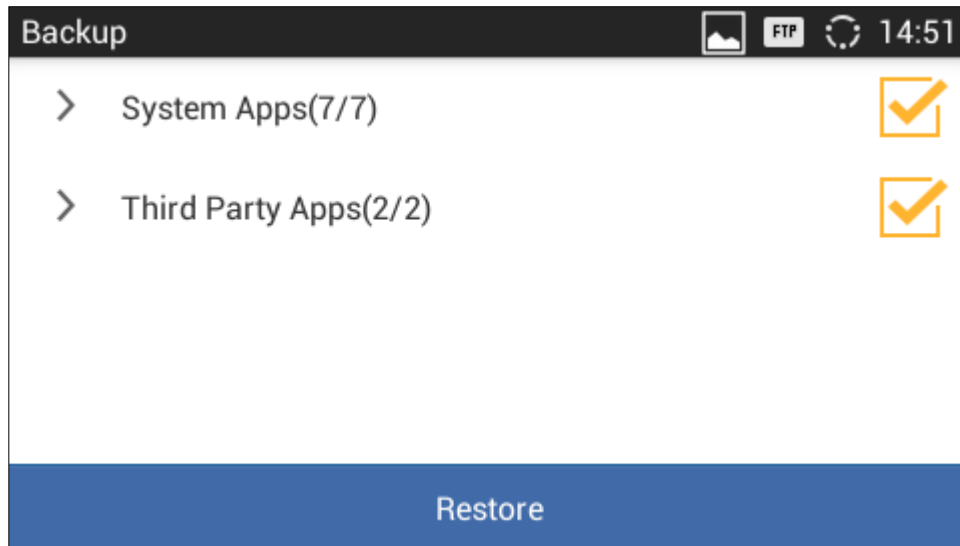 Backup FTP 14:51
System Apps(7/7)
Third Party Apps(2/2)
Restore